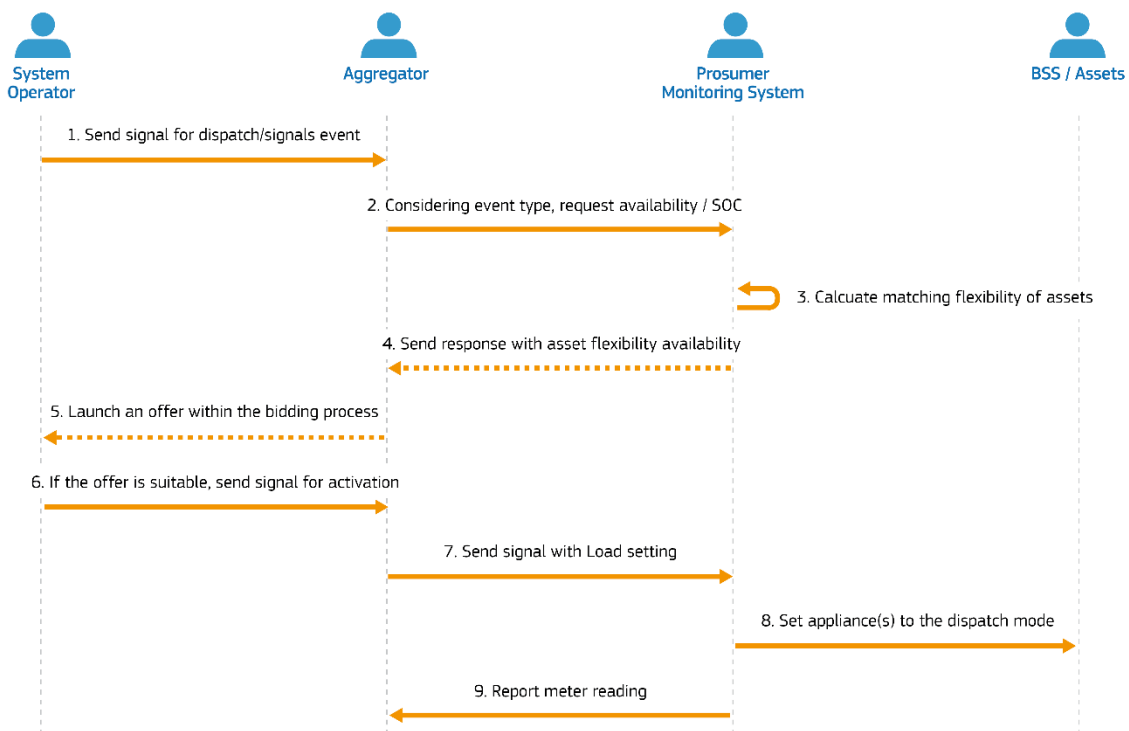 System
Operator
Aggregator
Prosumer
Monitoring System
BSS / Assets
1. Send signal for dispatch/signals event
2. Considering event type, request availability / SOC
3. Calcuate matching flexibility of assets
4. Send response with asset flexibility availability
5. Launch an offer within the bidding process
6. If the offer is suitable, send signal for activation
7. Send signal with Load setting
8. Set appliance(s) to the dispatch mode
9. Report meter reading